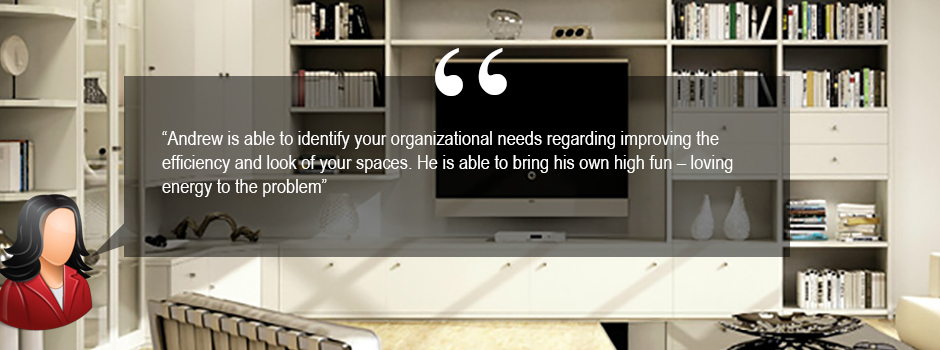 “Andrew is able to identify your organizational needs regarding improving the
efficiency and look of your spaces. He is able to bring his own high fun – loving
energy to the problem”